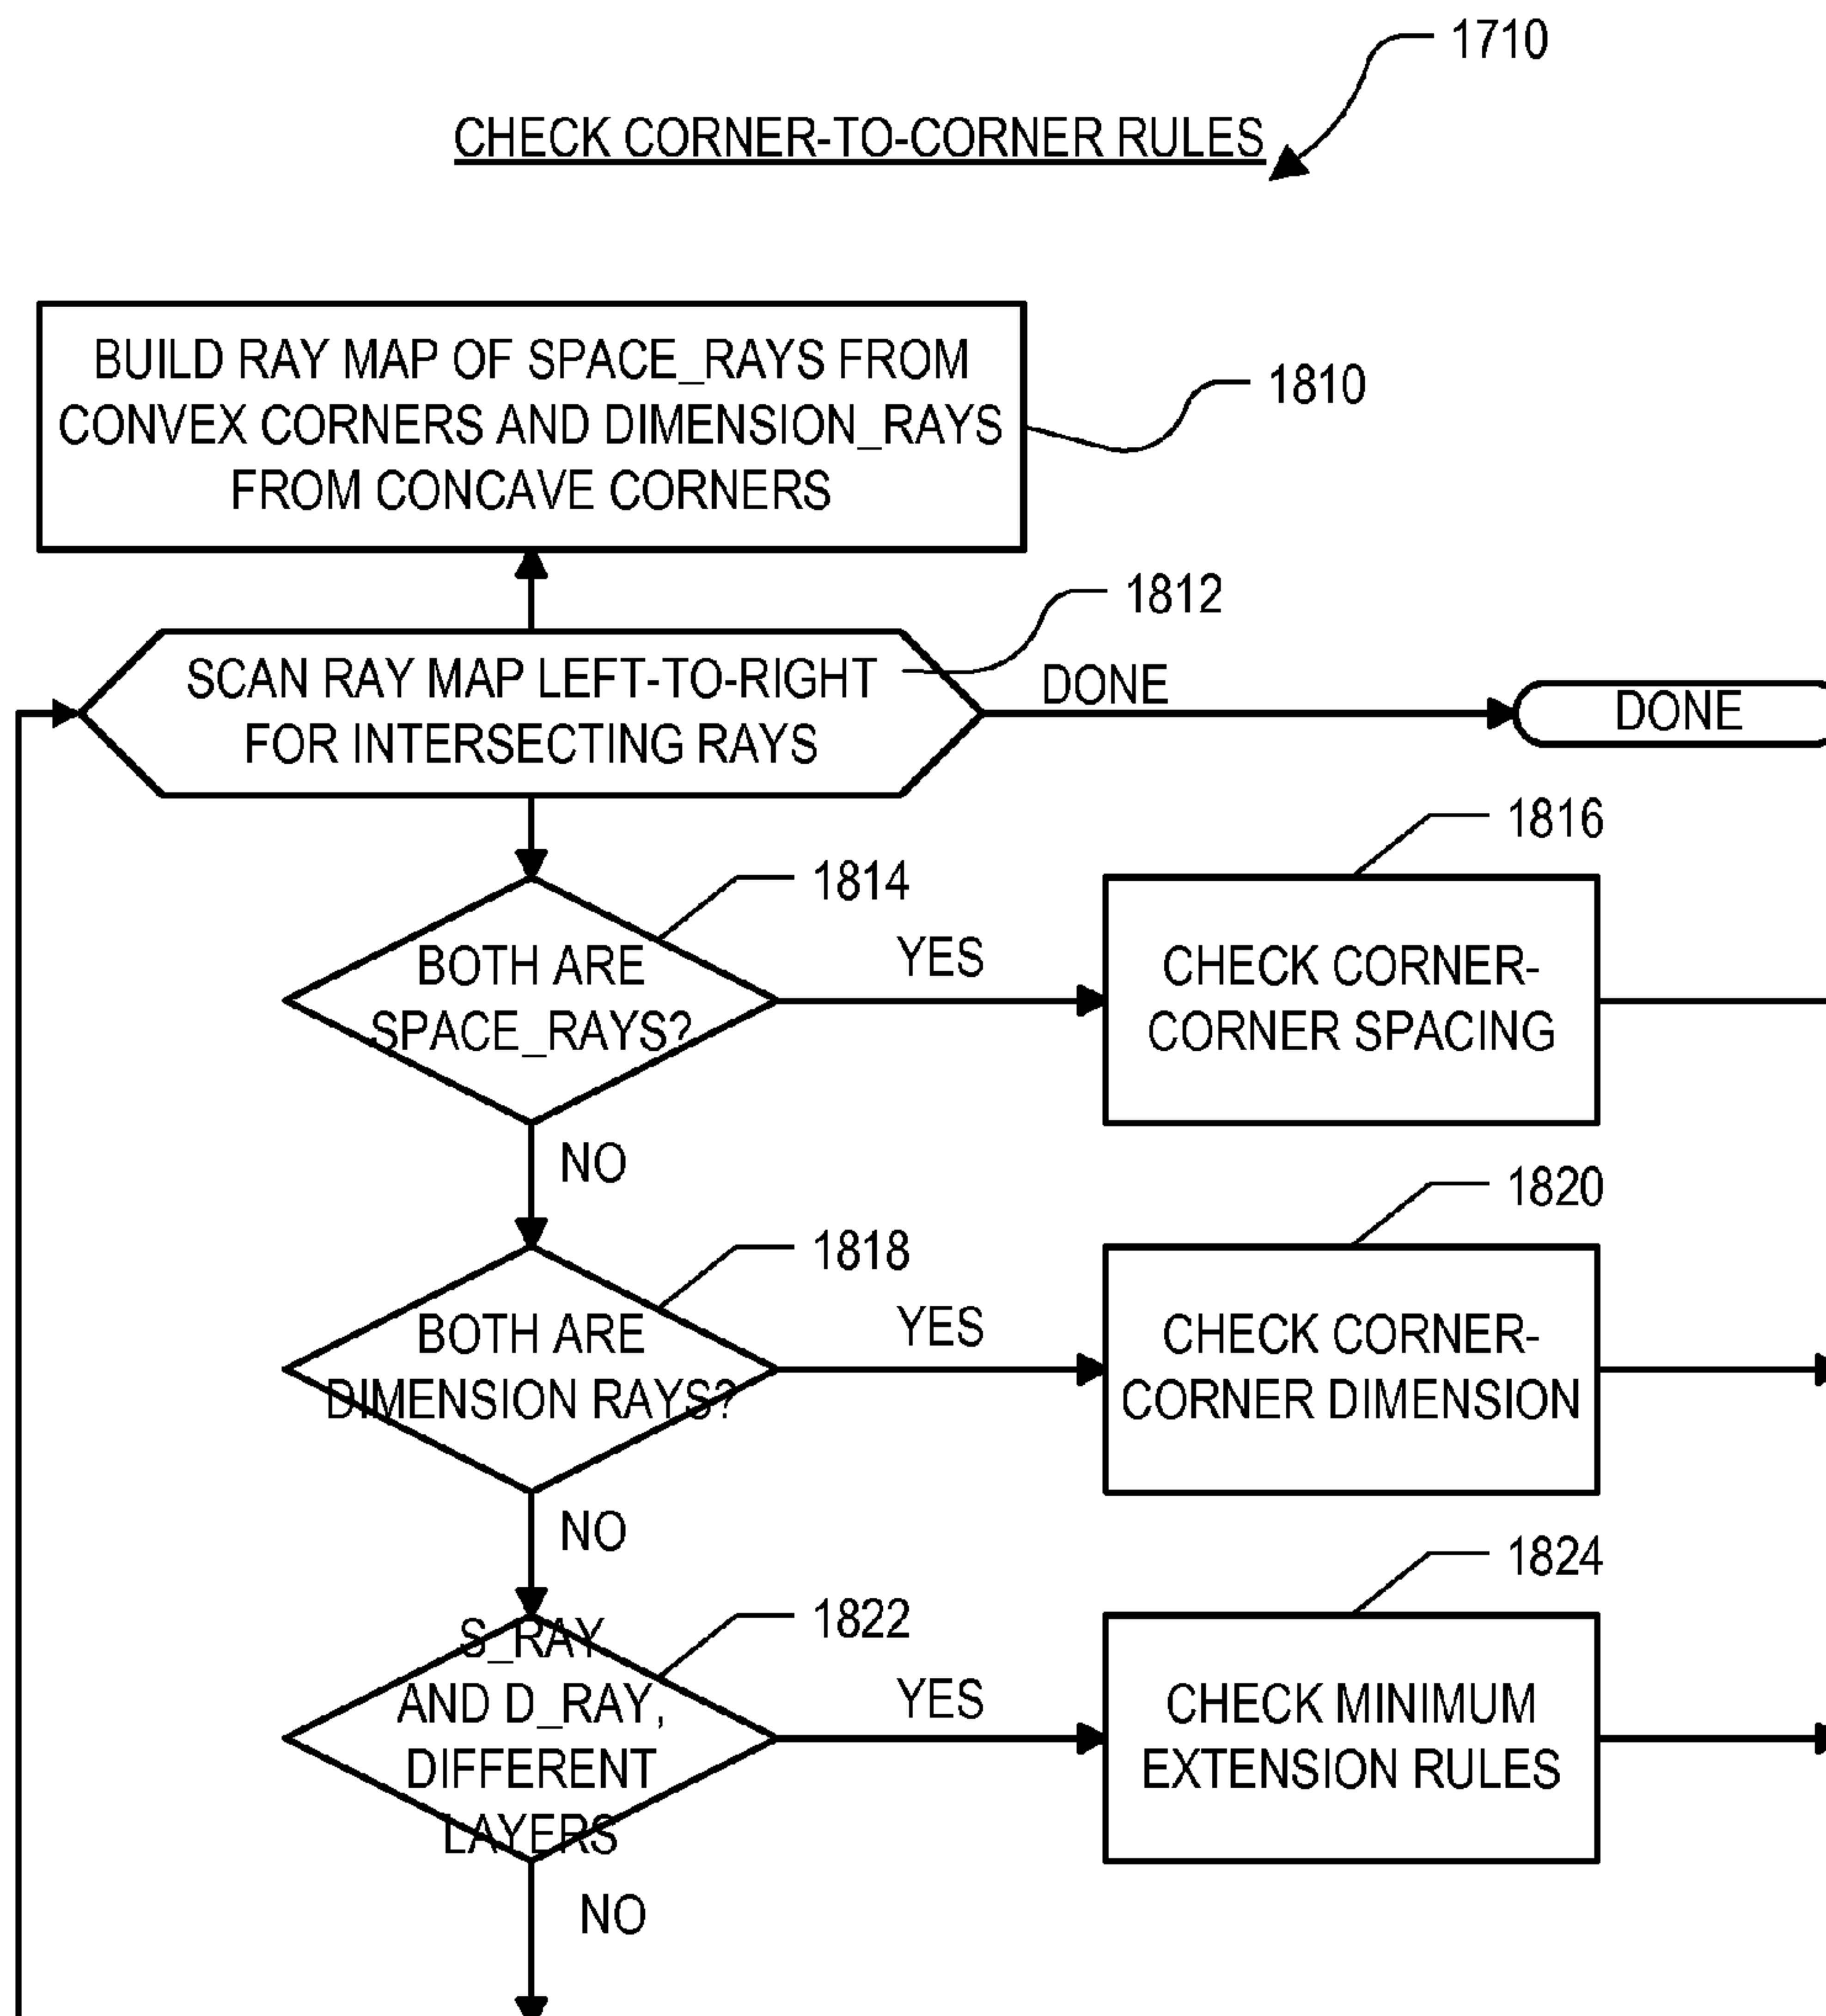 1710
CHECK CORNER-TO-CORNER RULES
BUILD RAY MAP OF SPACE_RAYS FROM
CONVEX CORNERS AND DIMENSION_RAYS
FROM CONCAVE CORNERS
1810
1812
SCAN RAY MAP LEFT-TO-RIGHT
FOR INTERSECTING RAYS
DONE
DONE
1814
BOTH ARE
SPACE_RAYS?
YES
1816
CHECK CORNER-
CORNER SPACING
NO
1818
BOTH ARE
DIMENSION RAYS?
YES
1820
CHECK CORNER-
CORNER DIMENSION
NO
1822
S_RAY
AND D_RAY,
DIFFERENT
LAYERS
YES
1824
CHECK MINIMUM
EXTENSION RULES
NO